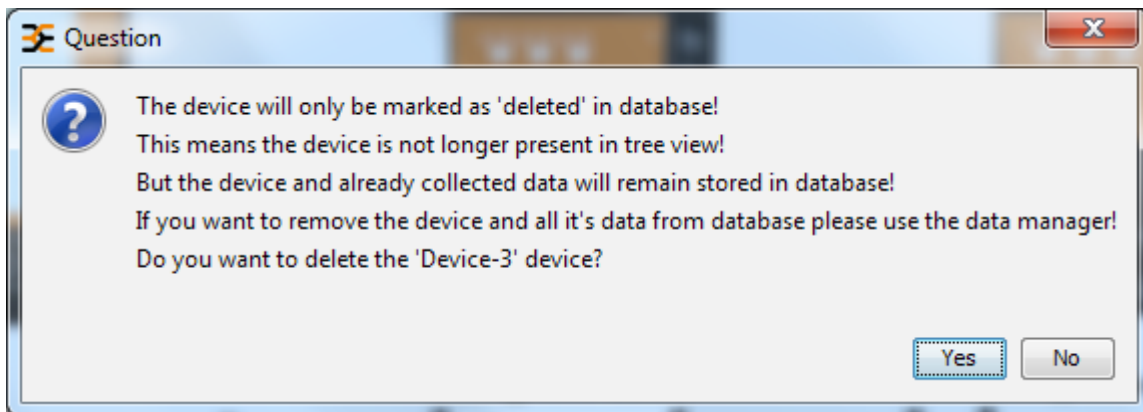 Question
The device will only be marked as 'deleted' in database!
This means the device is not longer present in tree view!
But the device and already collected data will remain stored in database!
If you want to remove the device and all it's data from database please use the data manager!
Do you want to delete the 'Device-3' device?
Yes No